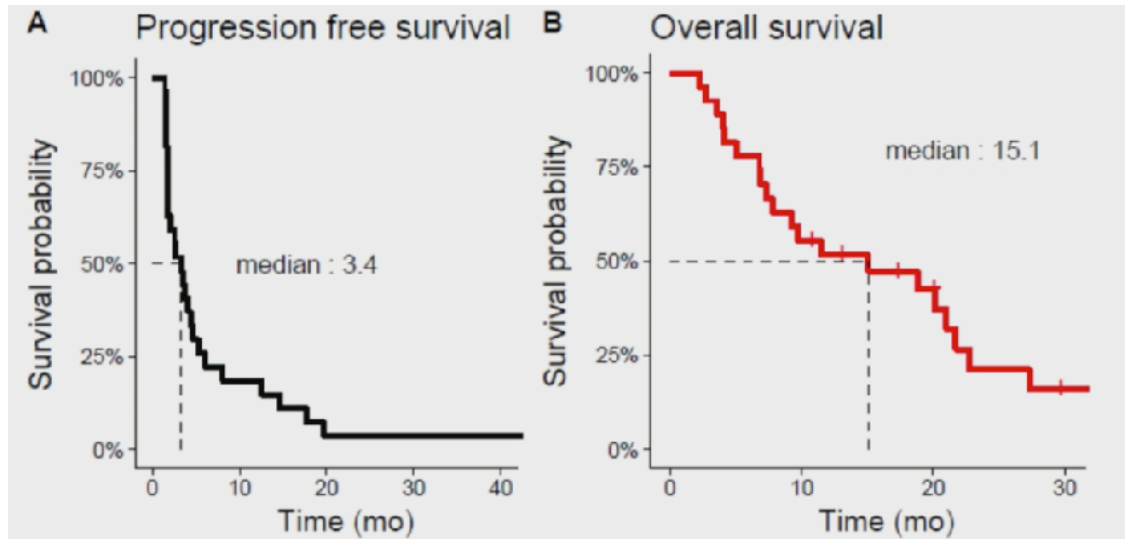 A Progression free survival
100%
75%
50%
25%
0%
Survival probability
median : 3.4
0 10 20 30 40
Time (mo)
B Overall survival
100%
75%
50%
25%
0%
Survival probability
median : 15.1
0 10 20 30
Time (mo)